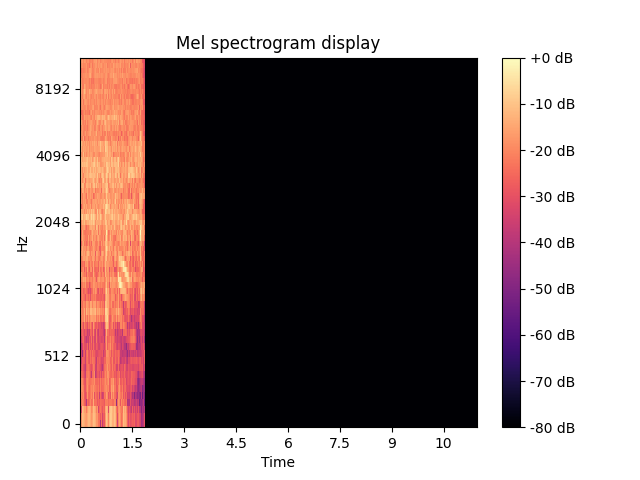 Mel spectrogram display
8192
4096
2048
1024
512
0
Hz
0 1.5 3 4.5 6 7.5 9 10
Time
+0 dB
-10 dB
-20 dB
-30 dB
-40 dB
-50 dB
-60 dB
-70 dB
-80 dB